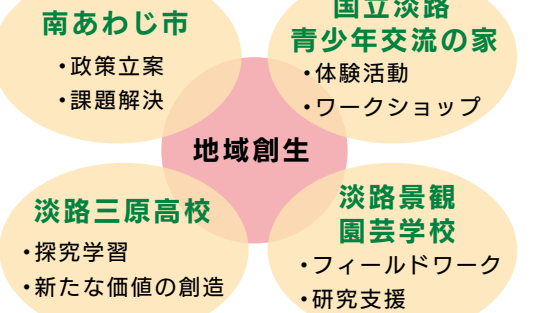 南あわじ市
・政策立案
・課題解決
国立淡路
青少年交流の家
・体験活動
・ワークショップ
地域創生
淡路三原高校
・探究学習
・新たな価値の創造
淡路景観
園芸学校
・フィールドワーク
・研究支援